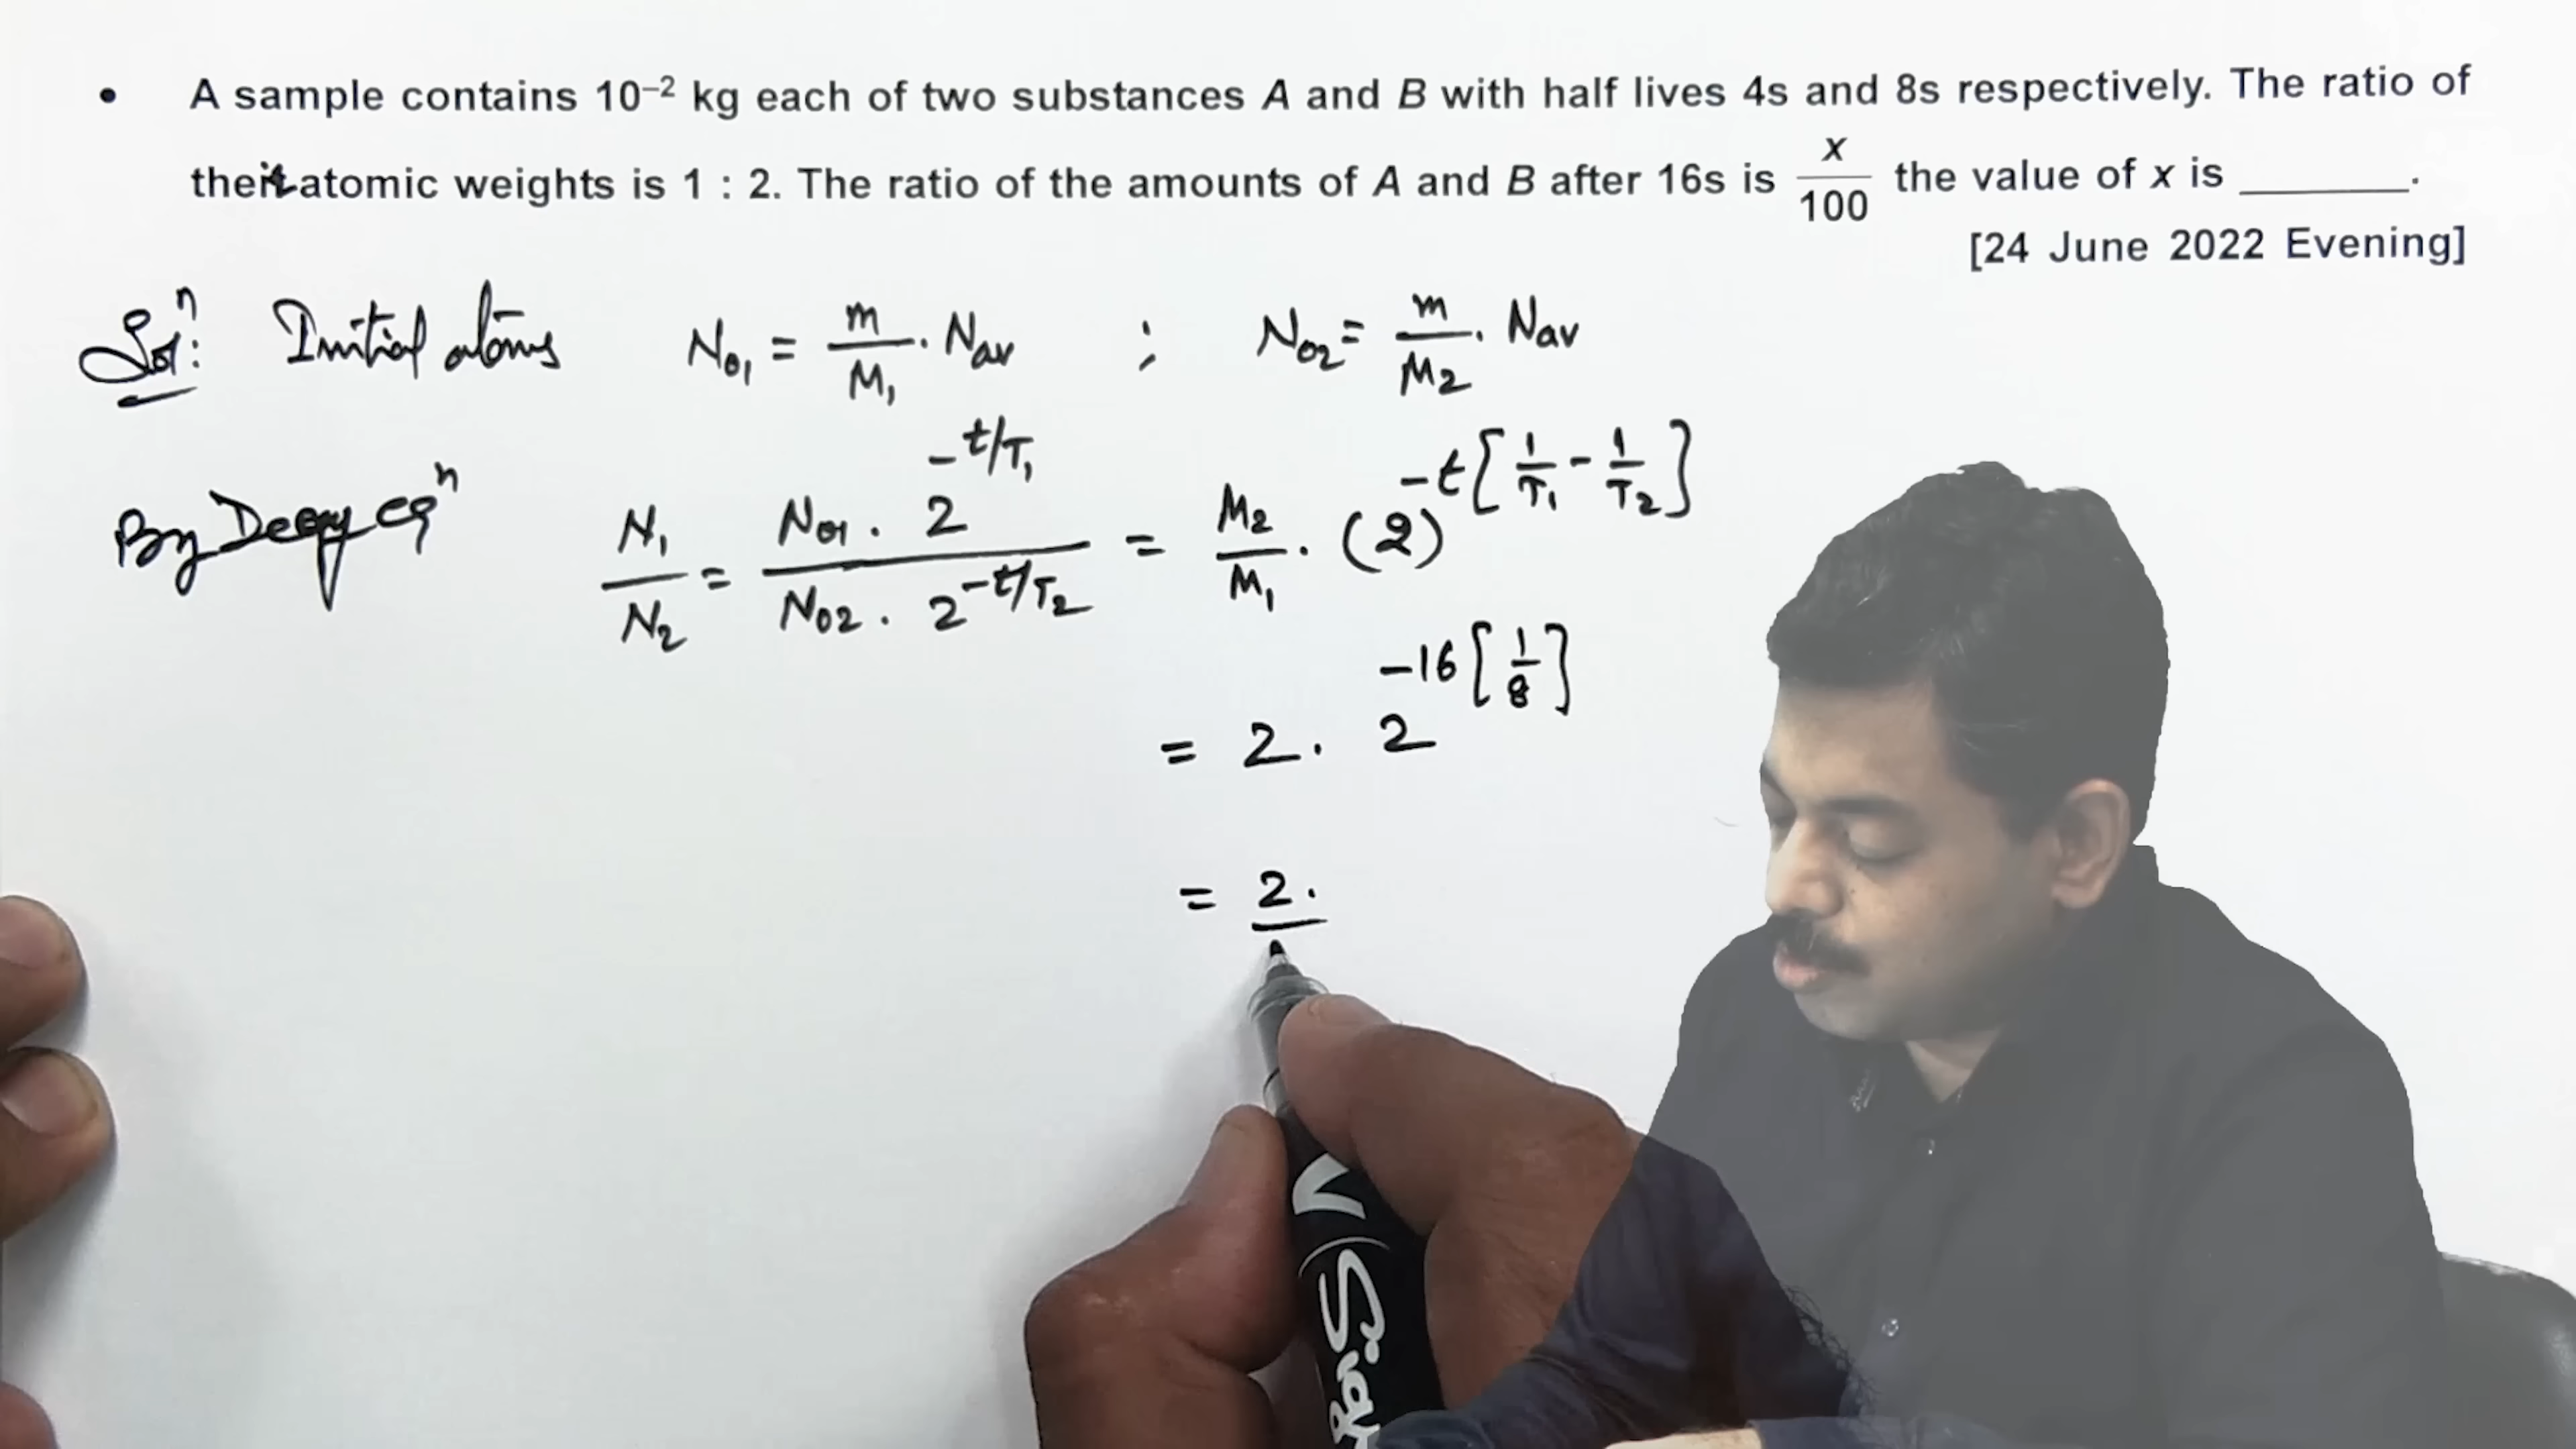 • A sample contains 10⁻² kg each of two substances A and B with half lives 4s and 8s respectively. The ratio of
their atomic weights is 1 : 2. The ratio of the amounts of A and B after 16s is x/100 the value of x is ______.
[24 June 2022 Evening]
Solⁿ: Initial atoms N₀₁ = m/M₁ . Nav ; N₀₂ = m/M₂ . Nav
By Decay eqⁿ N₁/N₂ = N₀₁ . 2^(-t/T₁) / N₀₂ . 2^(-t/T₂) = M₂/M₁ . (2)^(-t[1/T₁ - 1/T₂])
= 2 . 2^(-16[1/8])
= 2 .